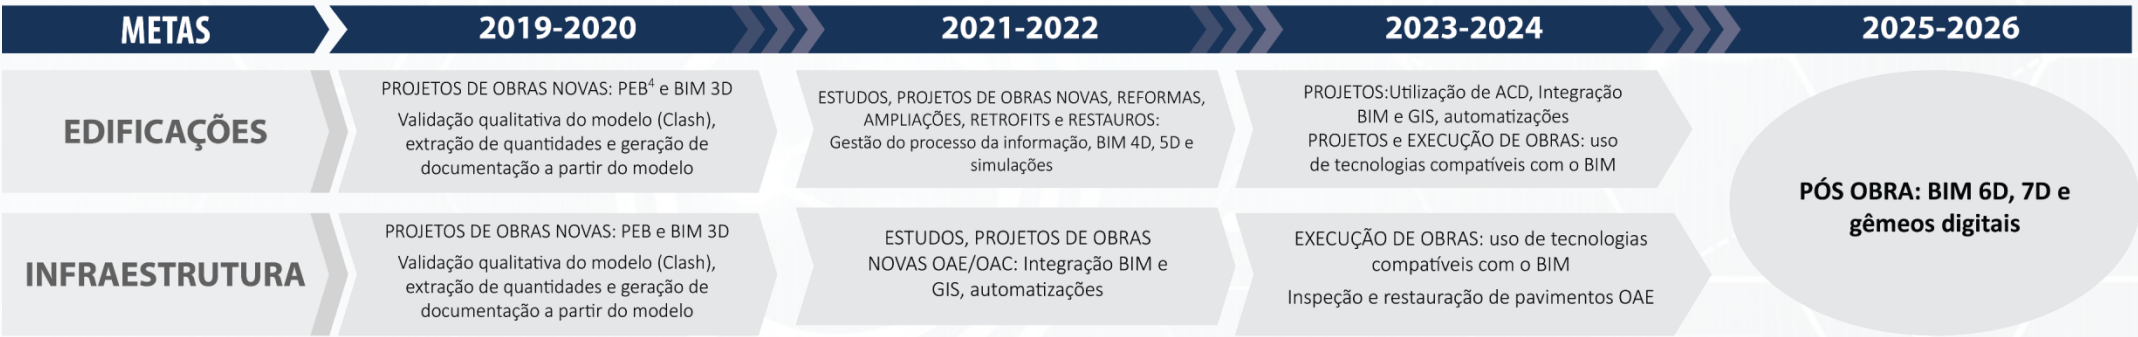 METAS
2019-2020
2021-2022
2023-2024
2025-2026
EDIFICAÇÕES
PROJETOS DE OBRAS NOVAS: PEB⁴ e BIM 3D
Validação qualitativa do modelo (Clash),
extração de quantidades e geração de
documentação a partir do modelo
ESTUDOS, PROJETOS DE OBRAS NOVAS, REFORMAS,
AMPLIAÇÕES, RETROFITS e RESTAUROS:
Gestão do processo da informação, BIM 4D, 5D e
simulações
PROJETOS:Utilização de ACD, Integração
BIM e GIS, automatizações
PROJETOS e EXECUÇÃO DE OBRAS: uso
de tecnologias compatíveis com o BIM
INFRAESTRUTURA
PROJETOS DE OBRAS NOVAS: PEB e BIM 3D
Validação qualitativa do modelo (Clash),
extração de quantidades e geração de
documentação a partir do modelo
ESTUDOS, PROJETOS DE OBRAS
NOVAS OAE/OAC: Integração BIM e
GIS, automatizações
EXECUÇÃO DE OBRAS: uso de tecnologias
compatíveis com o BIM
Inspeção e restauração de pavimentos OAE
PÓS OBRA: BIM 6D, 7D e
gêmeos digitais